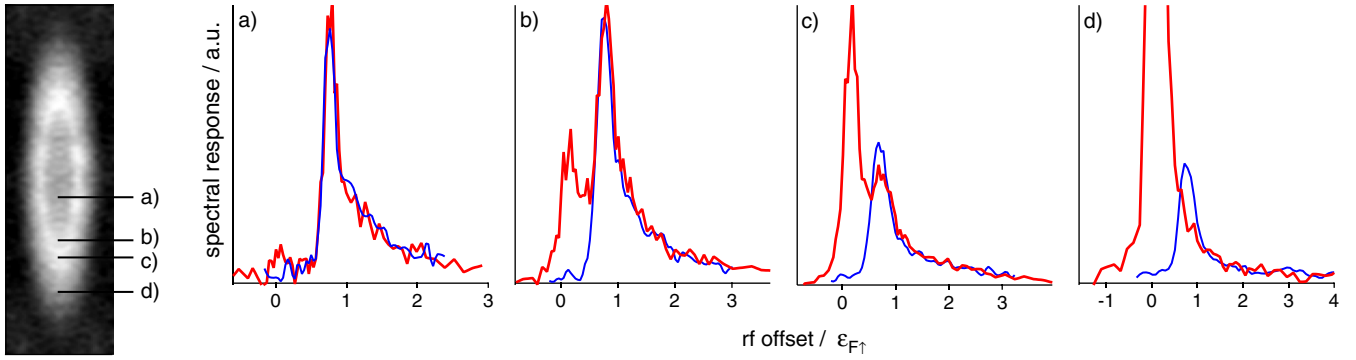 a)
b)
c)
d)
spectral response / a.u.
a)
0 1 2 3
b)
0 1 2 3
c)
0 1 2 3
d)
-1 0 1 2 3 4
rf offset / εF↑